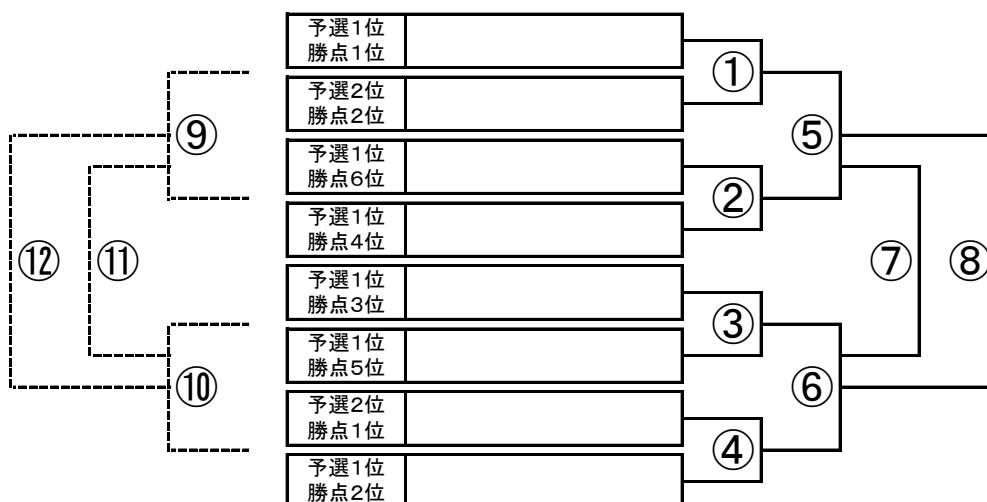 予選1位
勝点1位
①
予選2位
勝点2位
⑨
⑤
予選1位
勝点6位
②
予選1位
勝点4位
⑫
⑪
⑦
⑧
予選1位
勝点3位
③
予選1位
勝点5位
⑩
⑥
予選2位
勝点1位
④
予選1位
勝点2位